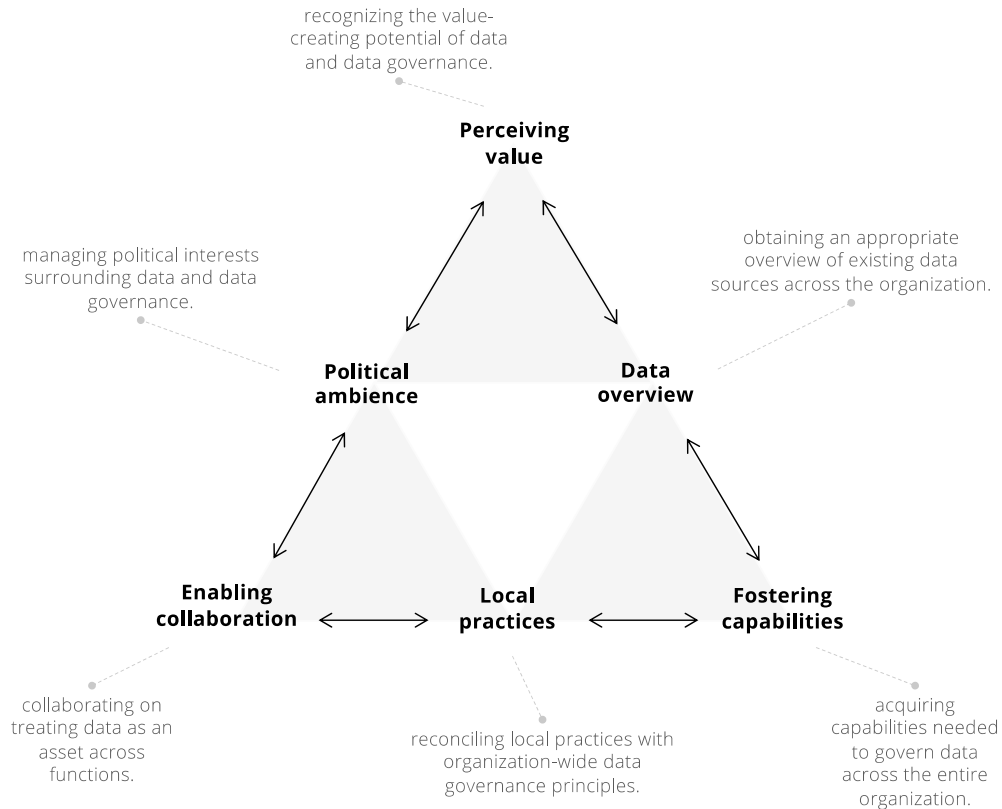 recognizing the value-
creating potential of data
and data governance.
Perceiving
value
managing political interests
surrounding data and data
governance.
obtaining an appropriate
overview of existing data
sources across the organization.
Political
ambience
Data
overview
Enabling
collaboration
Local
practices
Fostering
capabilities
collaborating on
treating data as an
asset across
functions.
reconciling local practices with
organization-wide data
governance principles.
acquiring
capabilities needed
to govern data
across the entire
organization.